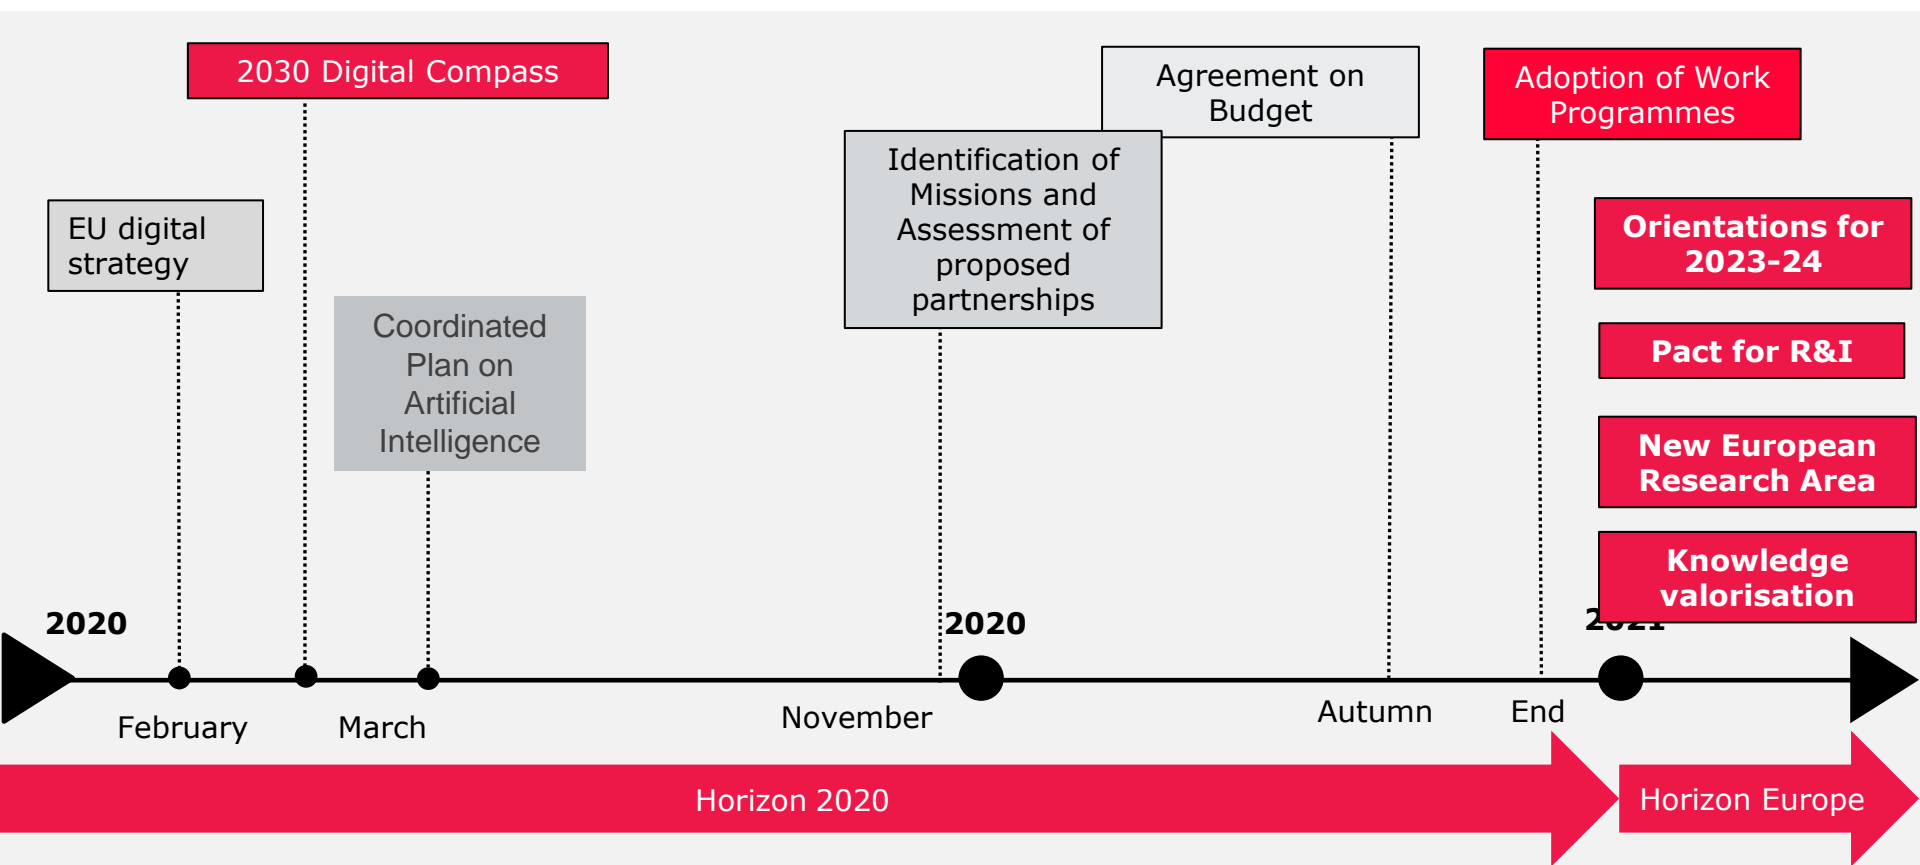 2030 Digital Compass
Agreement on
Budget
Adoption of Work
Programmes
Identification of
Missions and
Assessment of
proposed
partnerships
EU digital
strategy
Coordinated
Plan on
Artificial
Intelligence
Orientations for
2023-24
Pact for R&I
New European
Research Area
Knowledge
valorisation
2020
2020
2021
February
March
November
Autumn
End
Horizon 2020
Horizon Europe